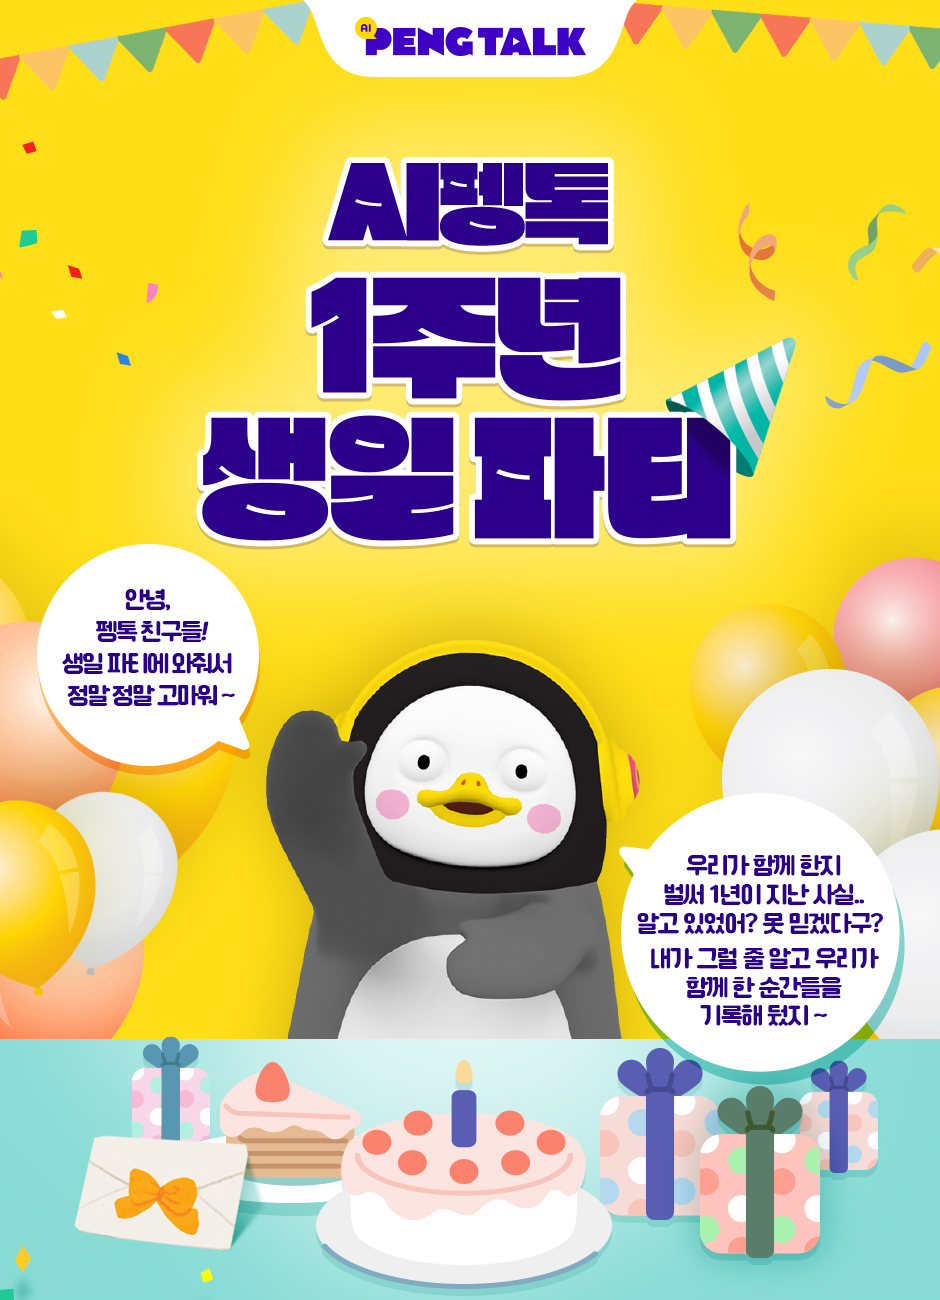 AI
PENGTALK
AI펭톡
1주년
생일 파티
안녕,
펭톡 친구들!
생일 파티에 와줘서
정말 정말 고마워 ~
우리가 함께 한지
벌써 1년이 지난 사실..
알고 있었어? 못 믿겠다구?
내가 그럴 줄 알고 우리가
함께 한 순간들을
기록해 뒀지 ~